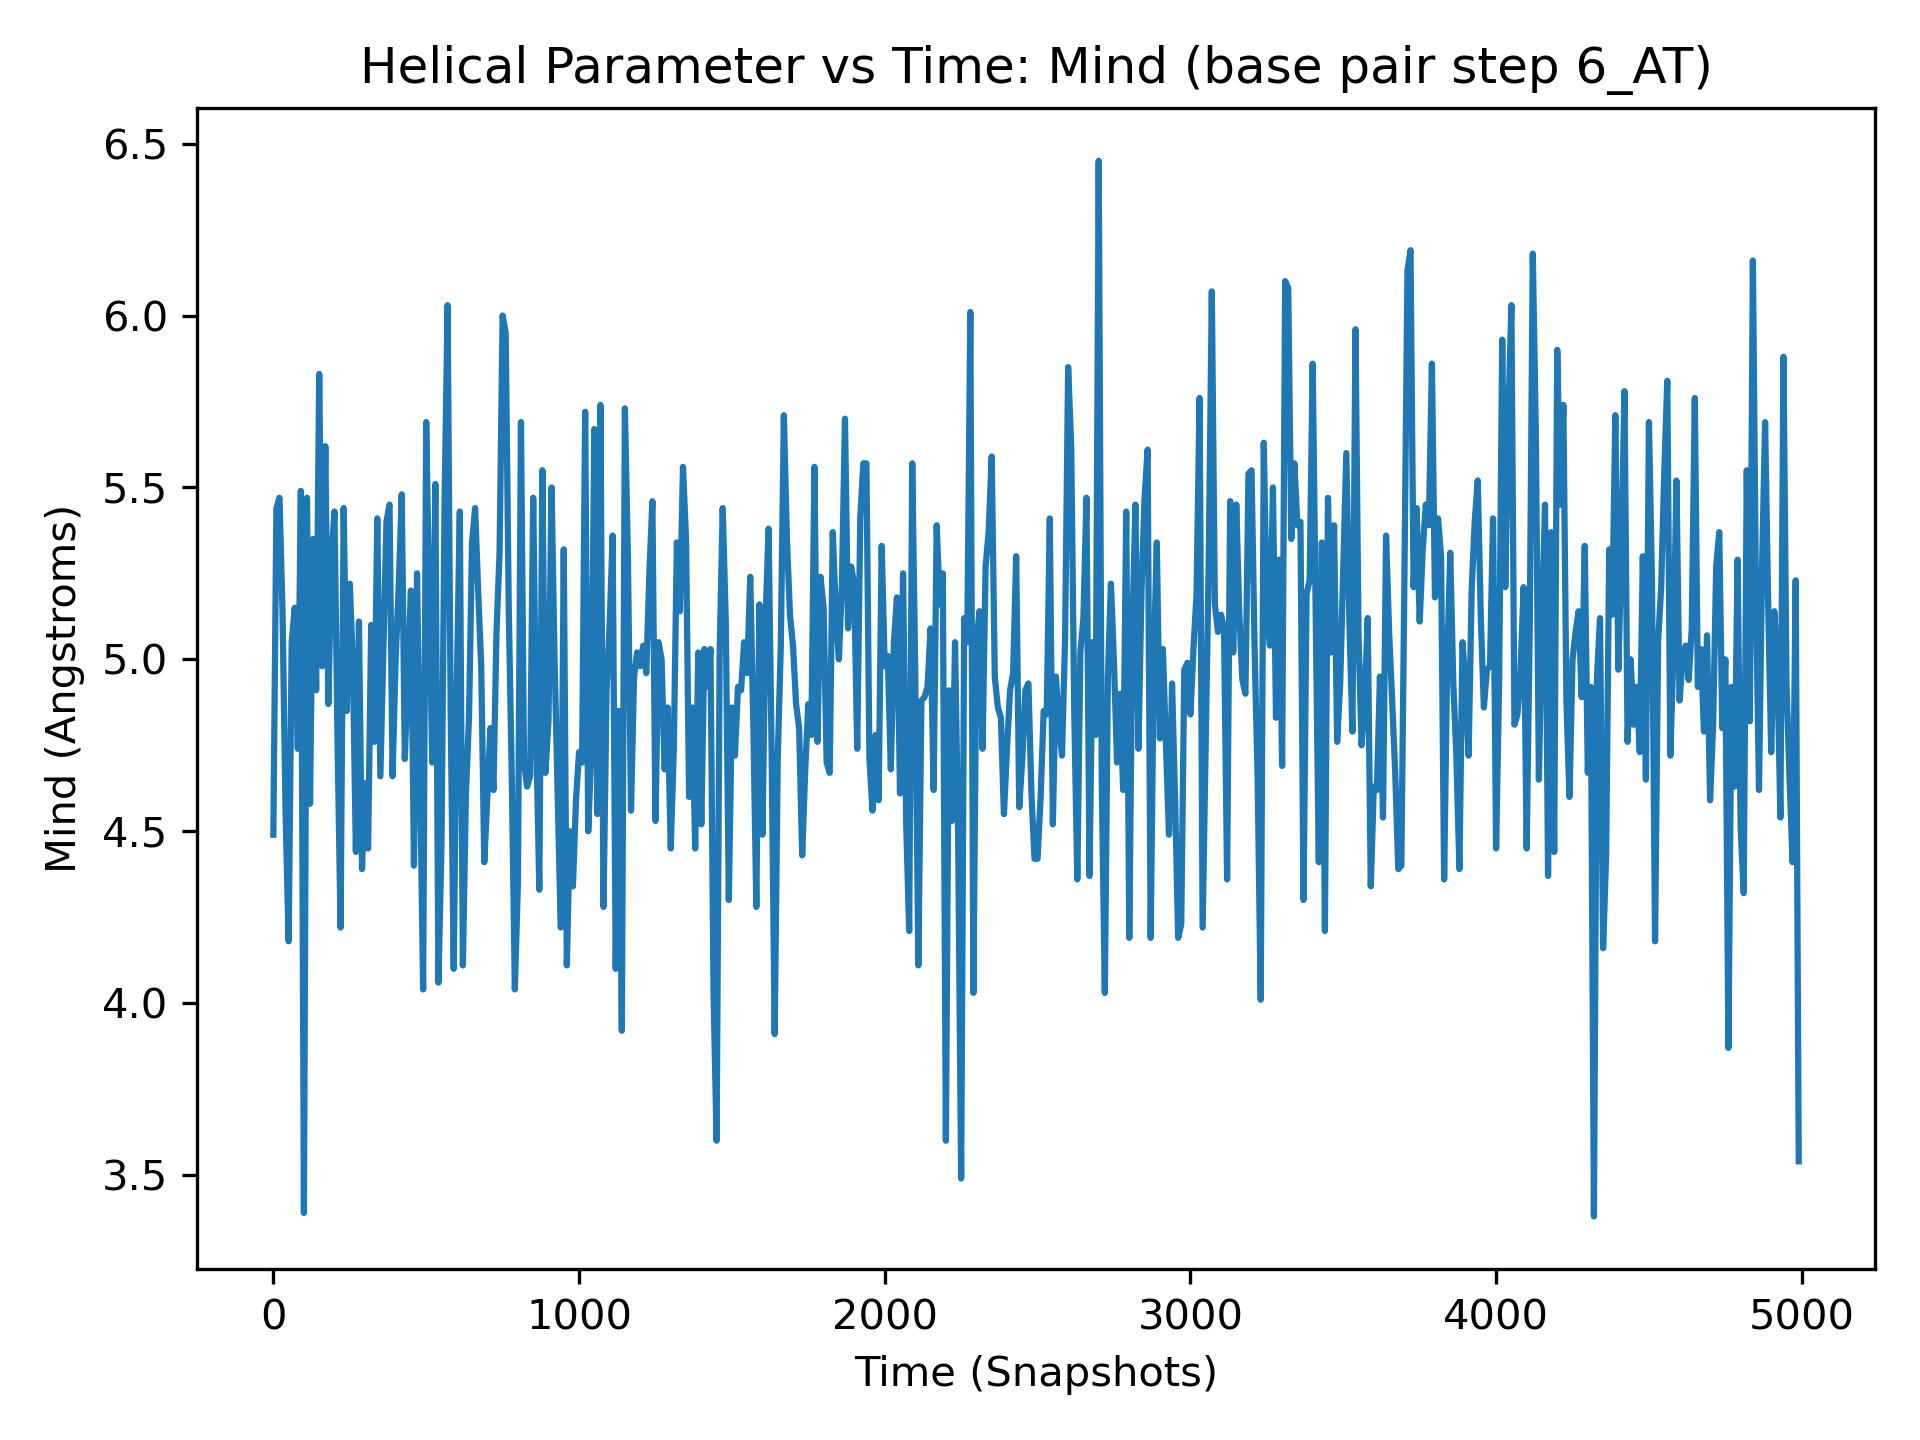 Helical Parameter vs Time: Mind (base pair step 6_AT)
6.5
6.0
5.5
5.0
4.5
4.0
3.5
Mind (Angstroms)
0 1000 2000 3000 4000 5000
Time (Snapshots)